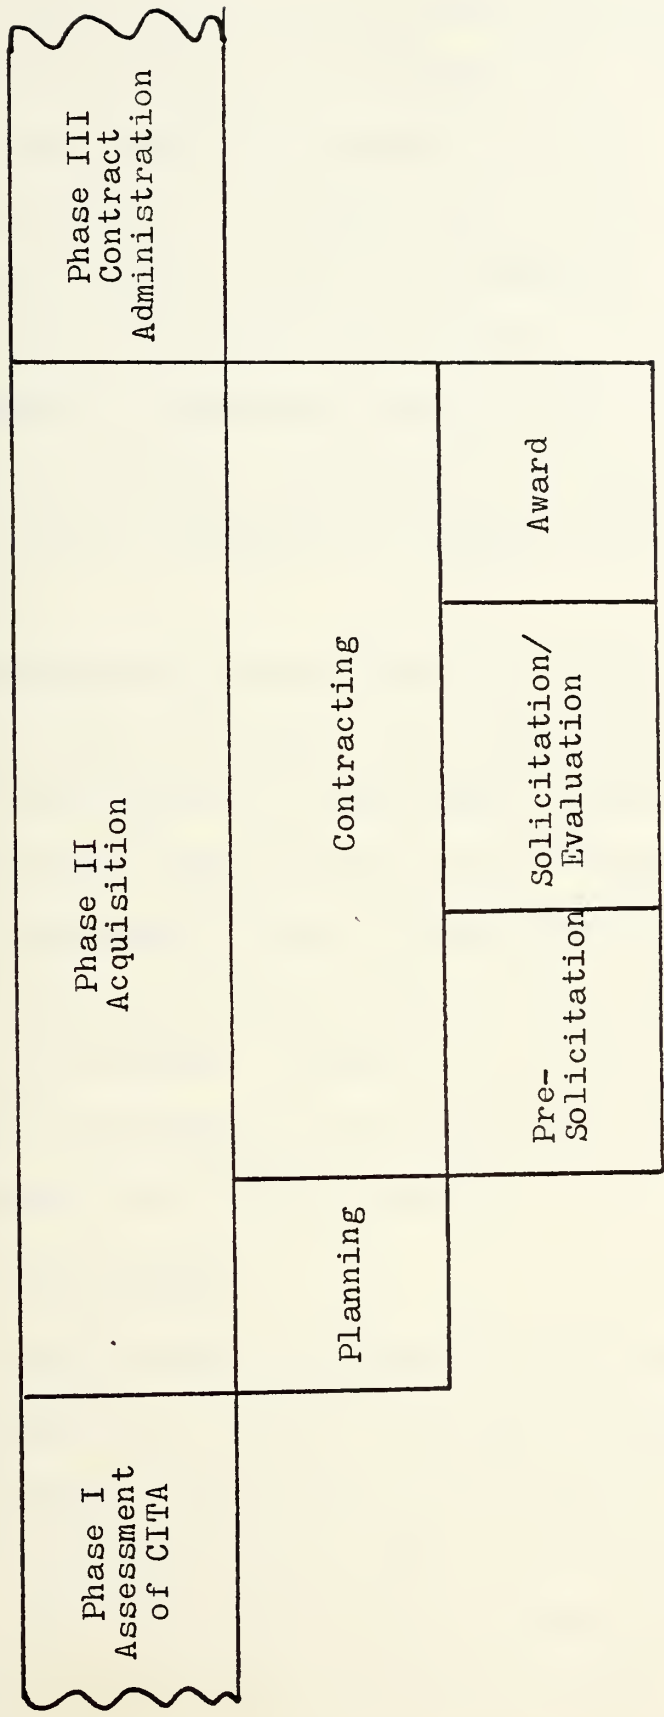 Phase I
Assessment
of CITA
Phase II
Acquisition
Phase III
Contract
Administration
Planning
Contracting
Pre-
Solicitation
Solicitation/
Evaluation
Award